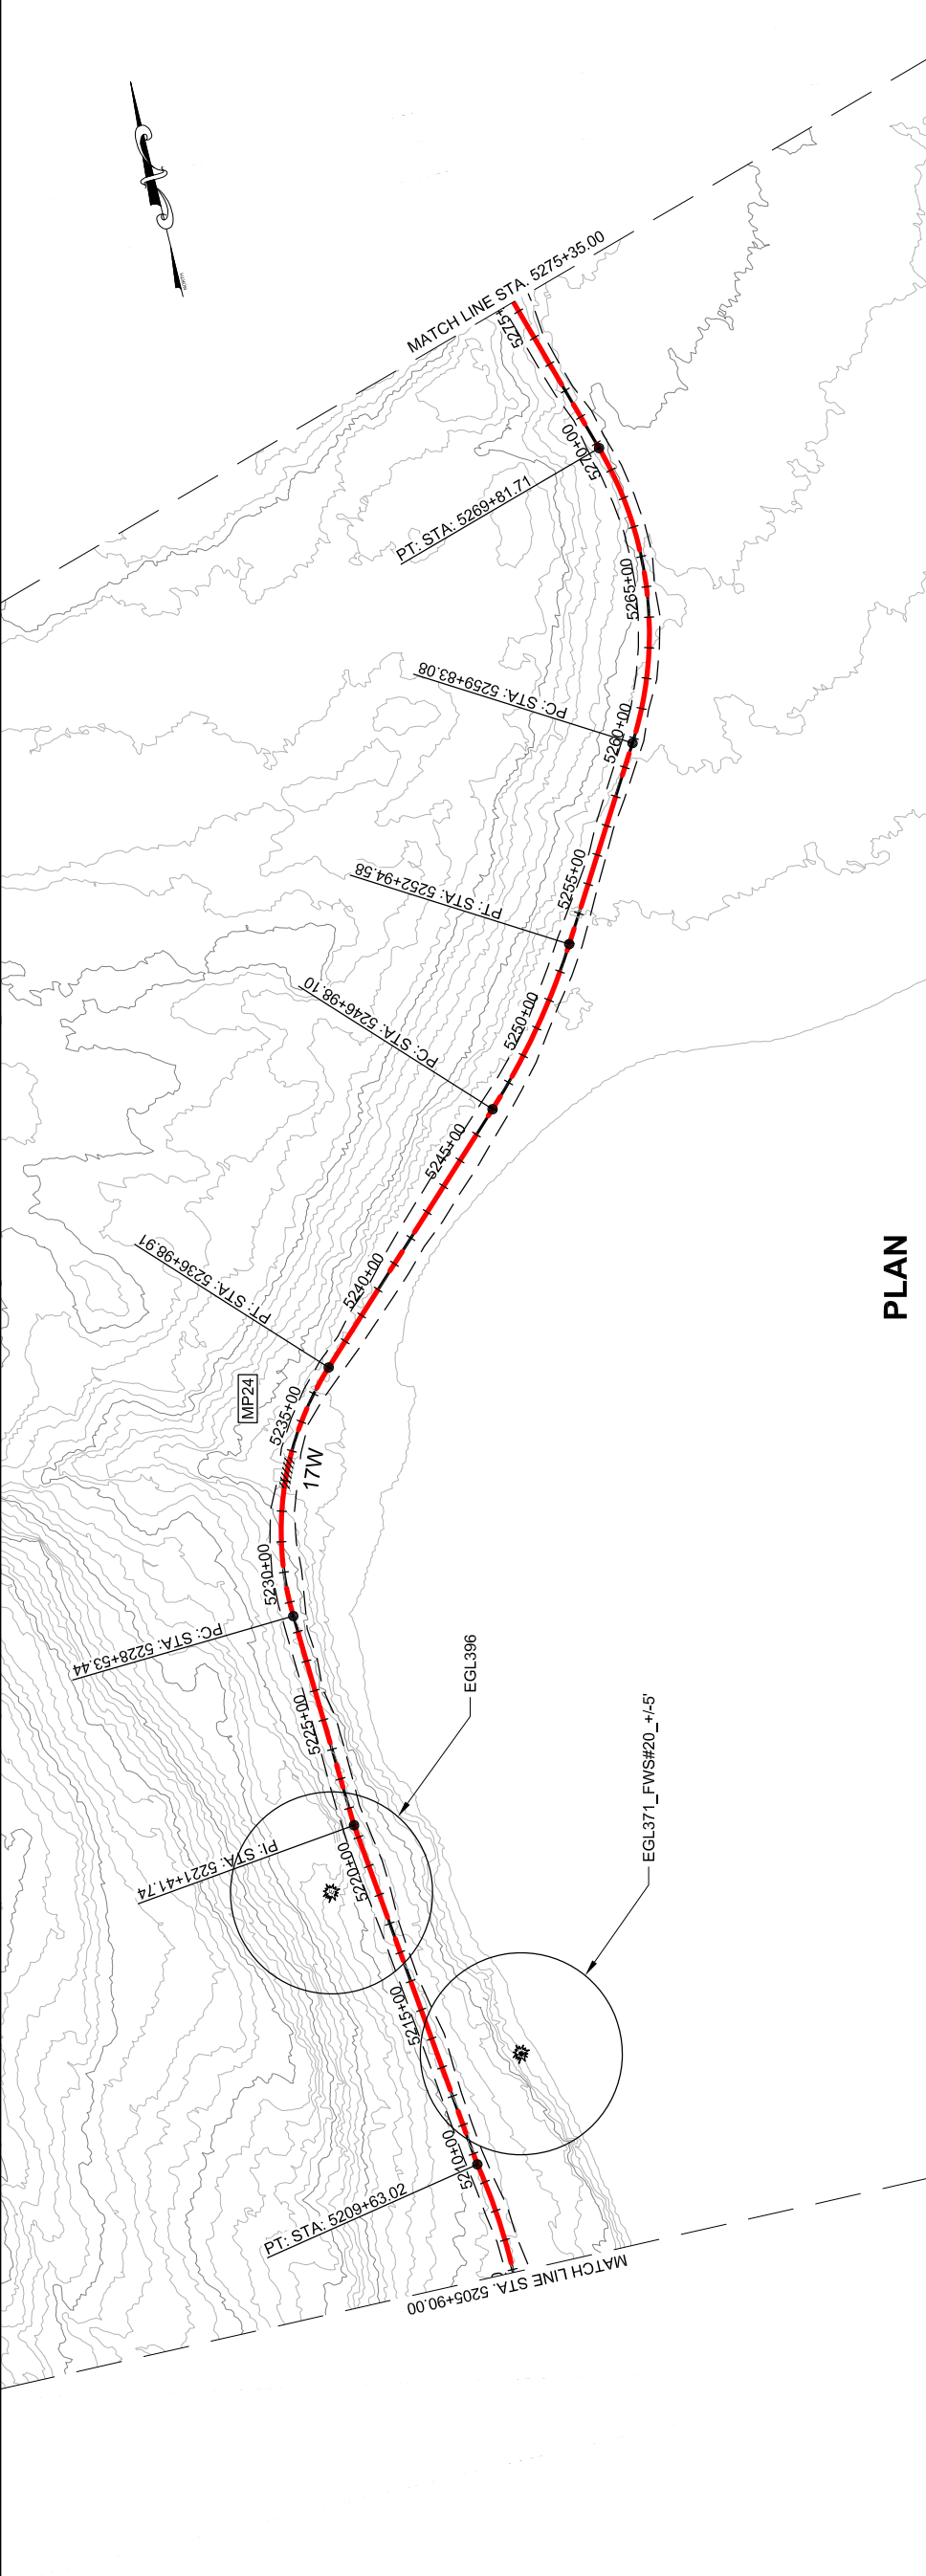 NORTH
MATCH LINE STA. 5275+35.00
5275+
5270+00
PT: STA: 5269+81.71
5265+00
PC: STA: 5259+83.08
5260+00
5255+00
PT: STA: 5252+94.58
5250+00
PC: STA: 5246+98.10
5245+00
5240+00
PT: STA: 5236+98.91
PLAN
MP24
5235+00
17W
5230+00
PC: STA: 5228+53.44
EGL396
5225+00
EGL371_FWS#20_+/-5'
PI: STA: 5221+41.74
5220+00
5215+00
5210+00
PT: STA: 5209+63.02
MATCH LINE STA. 5205+90.00